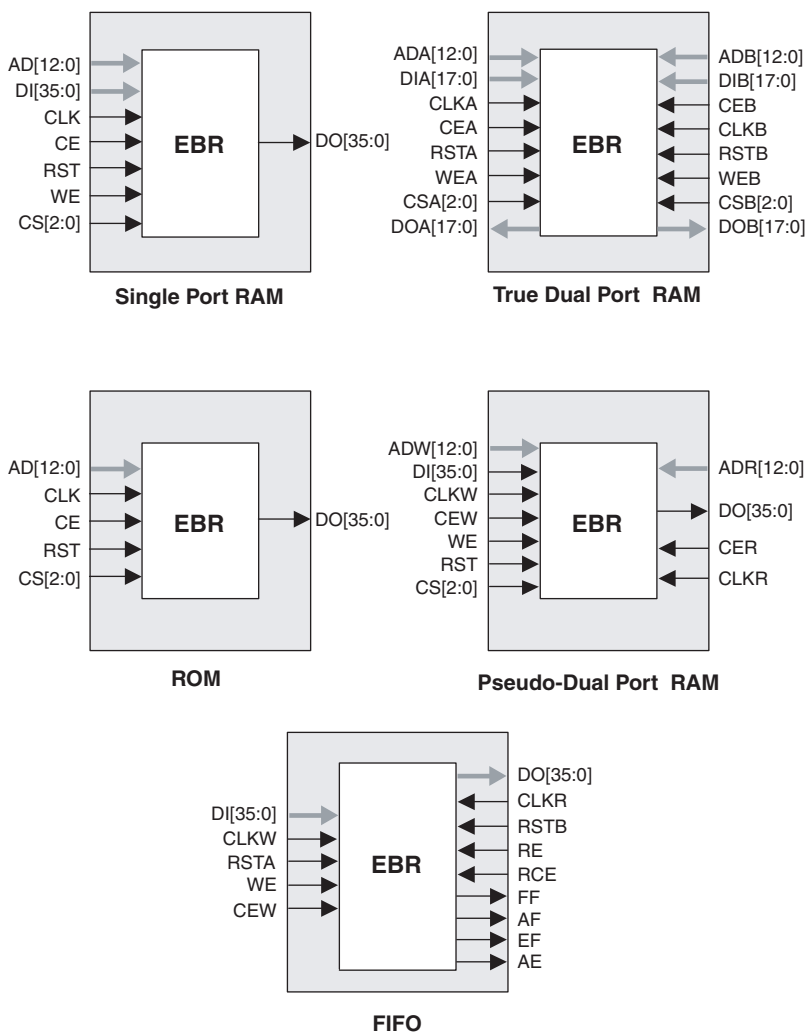 AD[12:0]
DI[35:0]
CLK
CE
RST
WE
CS[2:0]
EBR
DO[35:0]
Single Port RAM
ADA[12:0]
DIA[17:0]
CLKA
CEA
RSTA
WEA
CSA[2:0]
DOA[17:0]
EBR
ADB[12:0]
DIB[17:0]
CEB
CLKB
RSTB
WEB
CSB[2:0]
DOB[17:0]
True Dual Port RAM
AD[12:0]
CLK
CE
RST
CS[2:0]
EBR
DO[35:0]
ROM
ADW[12:0]
DI[35:0]
CLKW
CEW
WE
RST
CS[2:0]
EBR
ADR[12:0]
DO[35:0]
CER
CLKR
Pseudo-Dual Port RAM
DI[35:0]
CLKW
RSTA
WE
CEW
EBR
DO[35:0]
CLKR
RSTB
RE
RCE
FF
AF
EF
AE
FIFO